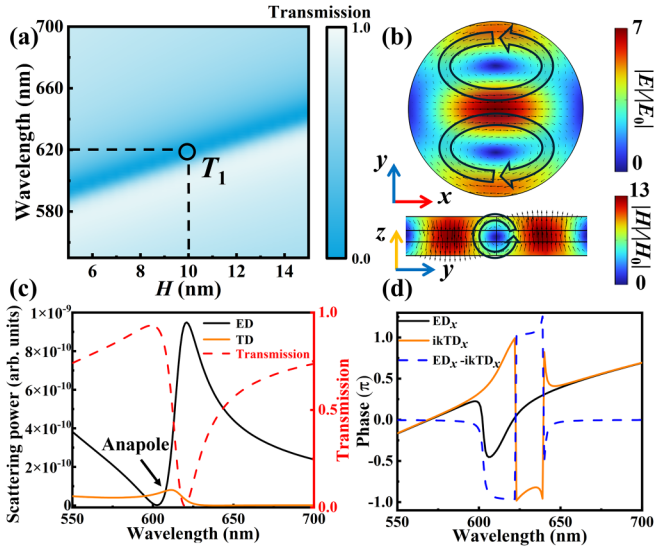 (a)
Transmission
700
660
620
580
Wavelength (nm)
T1
5
10
15
H (nm)
1.0
0.0
(b)
y
x
z
y
7
0
|E|/|E0|
13
0
|H|/|H0|
(c)
1×10-9
8×10-10
6×10-10
4×10-10
2×10-10
0
Scattering power (arb. units)
ED
TD
Transmission
Anapole
1.0
0.5
0.0
Transmission
550
600
650
700
Wavelength (nm)
(d)
1.0
0.5
0.0
-0.5
-1.0
Phase (π)
EDx
ikTDx
EDx -ikTDx
550
600
650
700
Wavelength (nm)